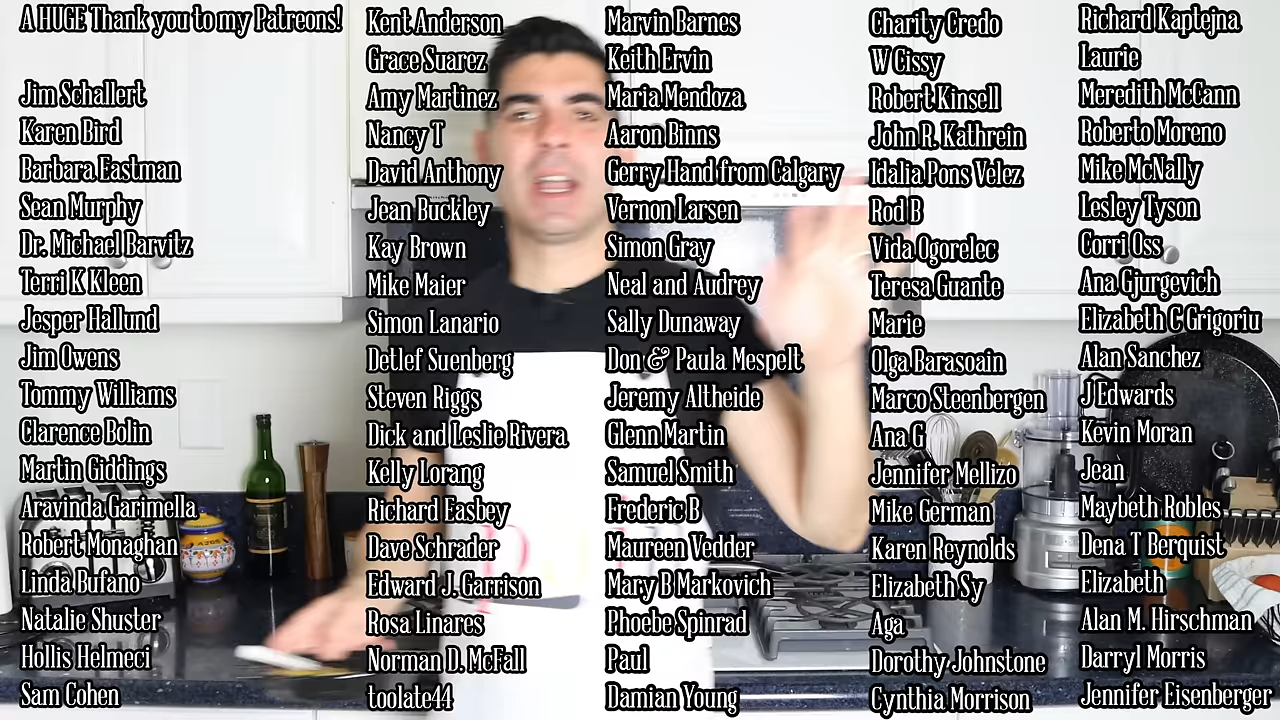 A HUGE Thank you to my Patreons!
Jim Schallert
Karen Bird
Barbara Eastman
Sean Murphy
Dr. Michael Barvitz
Terri K Kleen
Jesper Hallund
Jim Owens
Tommy Williams
Clarence Bolin
Martin Giddings
Aravinda Garimella
Robert Monaghan
Linda Bufano
Natalie Shuster
Hollis Helmeci
Sam Cohen
Kent Anderson
Grace Suarez
Amy Martinez
Nancy T
David Anthony
Jean Buckley
Kay Brown
Mike Maier
Simon Lanario
Detlef Suenberg
Steven Riggs
Dick and Leslie Rivera
Kelly Lorang
Richard Easbey
Dave Schrader
Edward J. Garrison
Rosa Linares
Norman D. McFall
toolate44
Marvin Barnes
Keith Ervin
Maria Mendoza
Aaron Binns
Gerry Hand from Calgary
Vernon Larsen
Simon Gray
Neal and Audrey
Sally Dunaway
Don & Paula Mespelt
Jeremy Altheide
Glenn Martin
Samuel Smith
Frederic B
Maureen Vedder
Mary B Markovich
Phoebe Spinrad
Paul
Damian Young
Charity Credo
W Cissy
Robert Kinsell
John R. Kathrein
Idalia Pons Velez
Rod B
Vida Ogorelec
Teresa Guante
Marie
Olga Barasoain
Marco Steenbergen
Ana G
Jennifer Mellizo
Mike German
Karen Reynolds
Elizabeth Sy
Aga
Dorothy Johnstone
Cynthia Morrison
Richard Kaptejna
Laurie
Meredith McCann
Roberto Moreno
Mike McNally
Lesley Tyson
Corri Oss
Ana Gjurgevich
Elizabeth C Grigoriu
Alan Sanchez
J Edwards
Kevin Moran
Jean
Maybeth Robles
Dena T Berquist
Elizabeth
Alan M. Hirschman
Darryl Morris
Jennifer Eisenberger